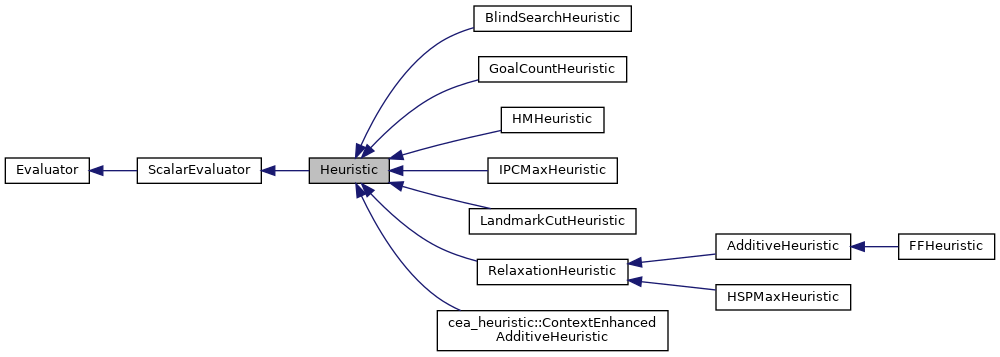 BlindSearchHeuristic
GoalCountHeuristic
HMHeuristic
Evaluator
ScalarEvaluator
Heuristic
IPCMaxHeuristic
LandmarkCutHeuristic
AdditiveHeuristic
FFHeuristic
RelaxationHeuristic
HSPMaxHeuristic
cea_heuristic::ContextEnhanced
AdditiveHeuristic